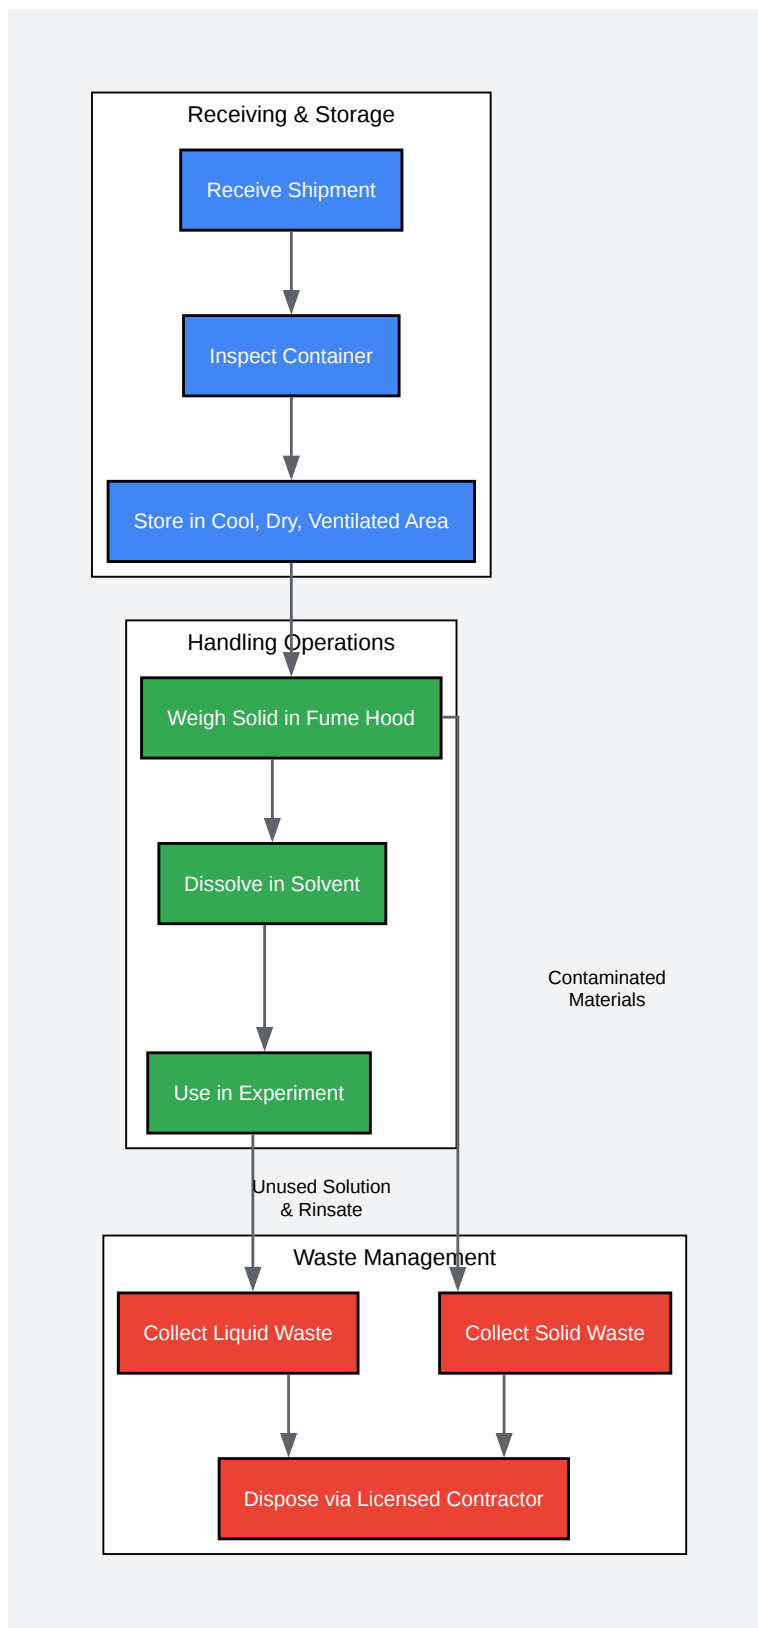 Receiving & Storage
Receive Shipment
Inspect Container
Store in Cool, Dry, Ventilated Area
Handling Operations
Weigh Solid in Fume Hood
Dissolve in Solvent
Contaminated
Materials
Use in Experiment
Unused Solution
& Rinsate
Waste Management
Collect Liquid Waste
Collect Solid Waste
Dispose via Licensed Contractor